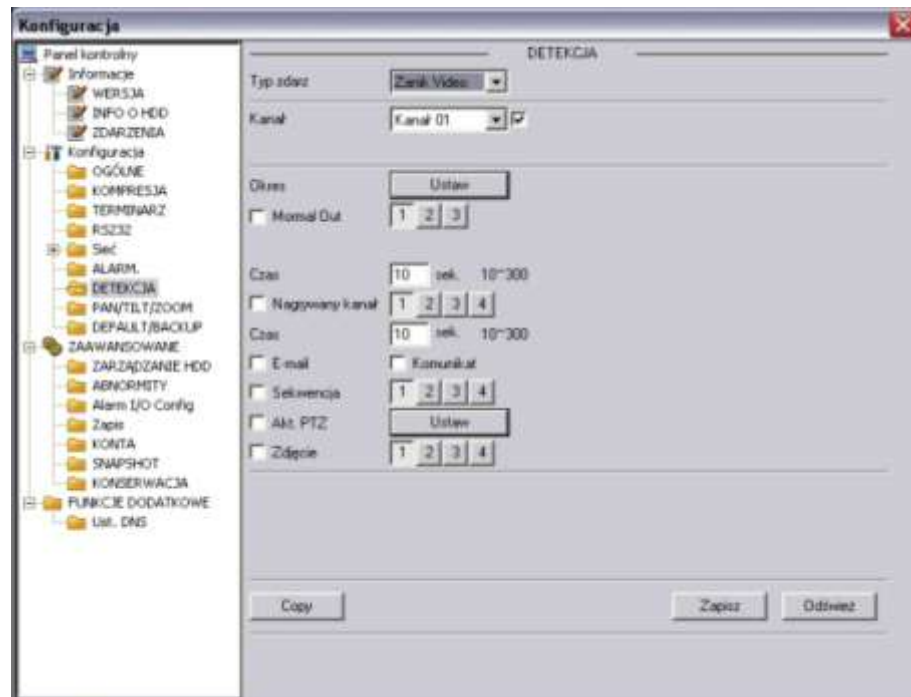 Konfiguracja
Panel kontrolny
Informacje
WERSJA
INFO O HDD
ZDARZENIA
Konfiguracja
OGÓLNE
KOMPRESJA
TERMINARZ
RS232
Sieć
ALARM.
DETEKCJA
PAN/TILT/ZOOM
DEFAULT/BACKUP
ZAAWANSOWANE
ZARZĄDZANIE HDD
ABNORMITY
Alarm I/O Config
Zapis
KONTA
SNAPSHOT
KONSERWACJA
FUNKCJE DODATKOWE
Ust. DNS
DETEKCJA
Typ zdarz Zanik Video
Kanał Kanał 01
Okres Ustaw
Normal Out 1 2 3
Czas 10 sek. 10~300
Nagrywany kanał 1 2 3 4
Czas 10 sek. 10~300
E-mail Komunikat
Sekwencja 1 2 3 4
Akt. PTZ Ustaw
Zdjęcie 1 2 3 4
Copy Zapisz Odśwież